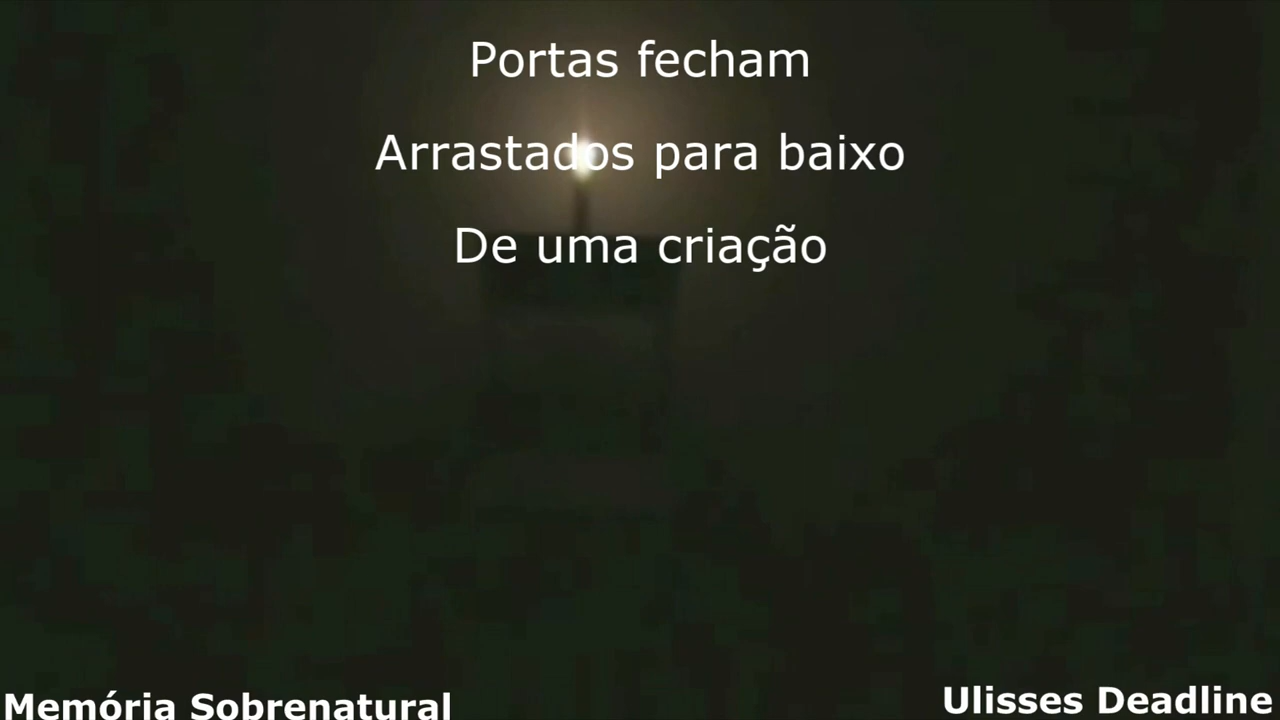 Portas fecham
Arrastados para baixo
De uma criação
Memória Sobrenatural
Ulisses Deadline